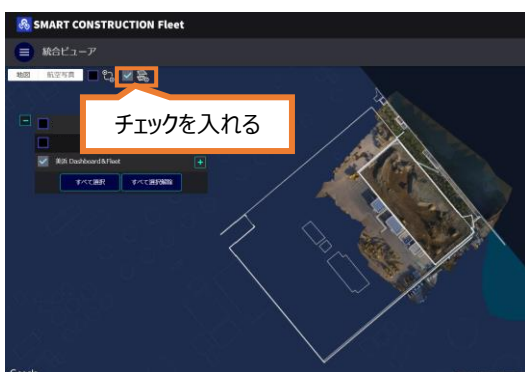 SMART CONSTRUCTION Fleet
統合ビューア
地図 航空写真
チェックを入れる
Dashboard & Fleet
すべて選択 すべて選択解除